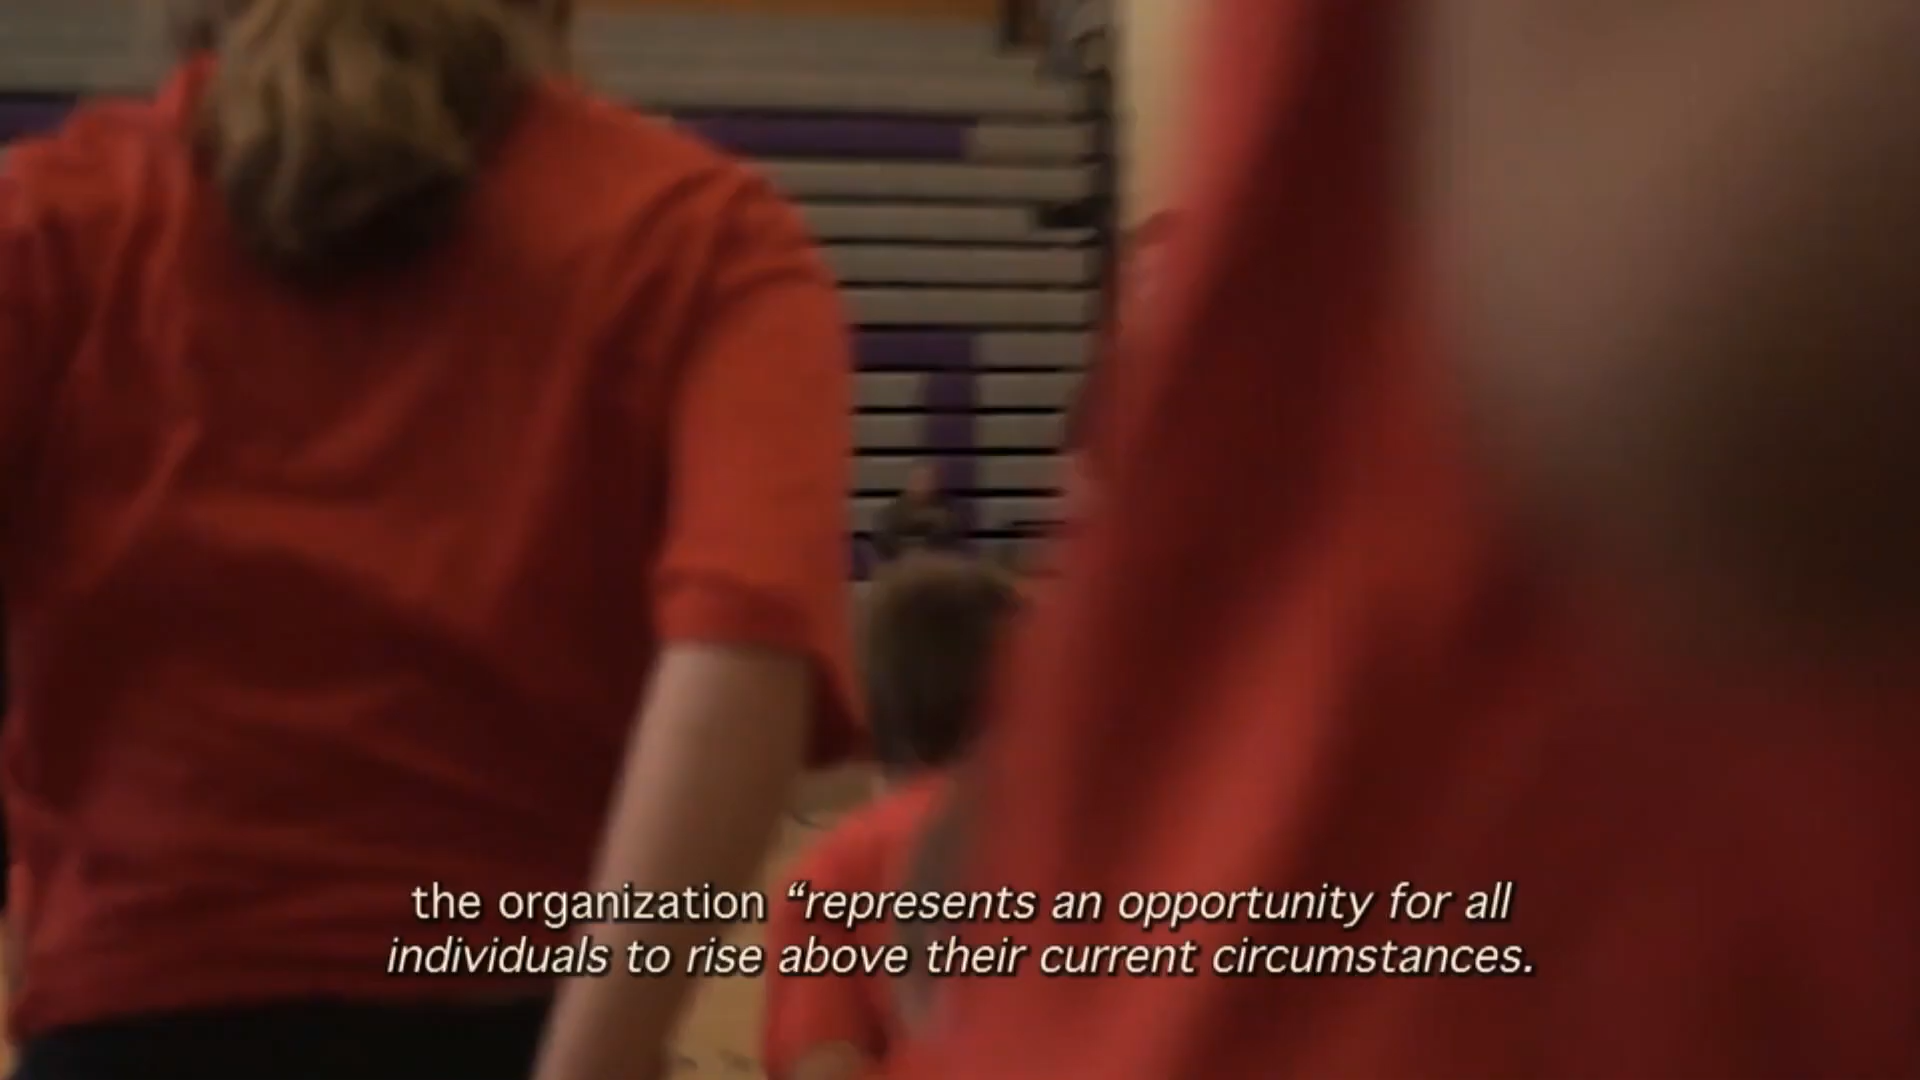 the organization “represents an opportunity for all
individuals to rise above their current circumstances.